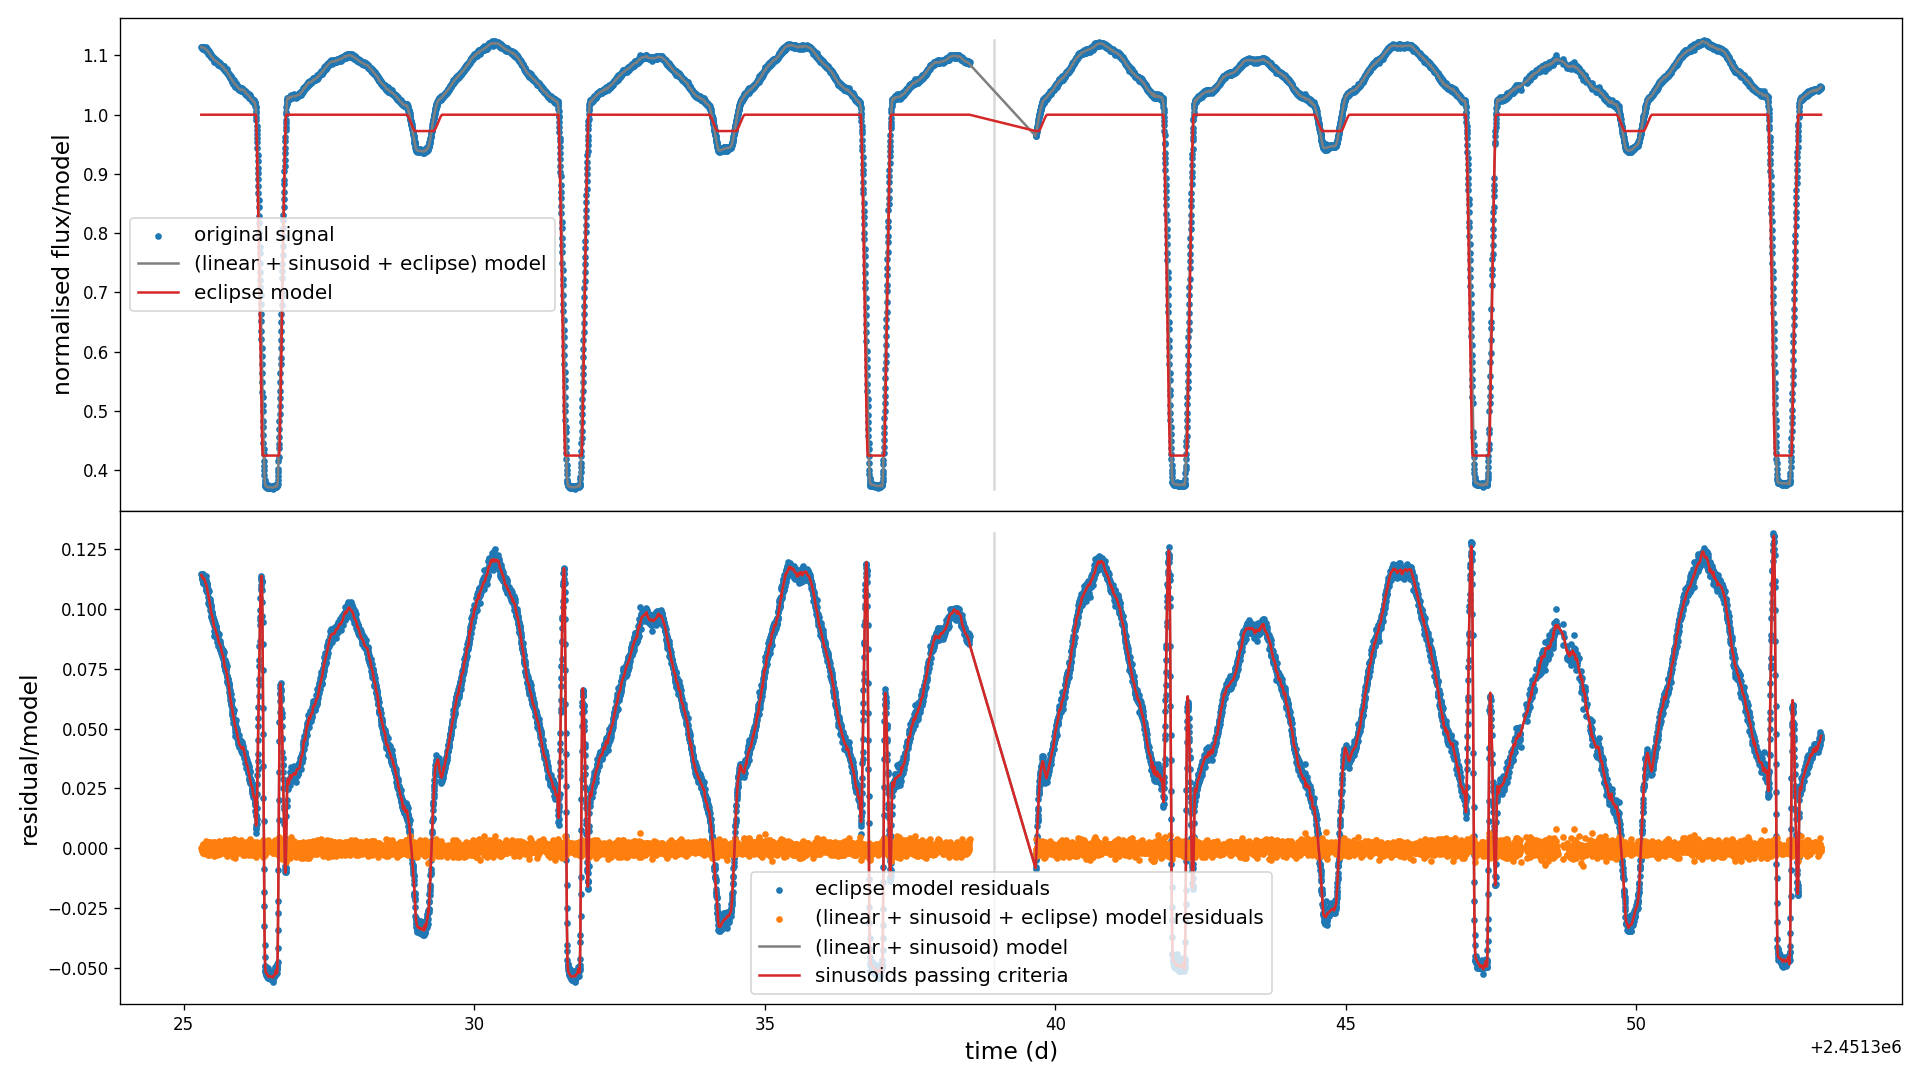 1.1
1.0
0.9
0.8
0.7
0.6
0.5
0.4
normalised flux/model
original signal
(linear + sinusoid + eclipse) model
eclipse model
0.125
0.100
0.075
0.050
0.025
0.000
−0.025
−0.050
residual/model
eclipse model residuals
(linear + sinusoid + eclipse) model residuals
(linear + sinusoid) model
sinusoids passing criteria
25
30
35
40
45
50
time (d)
+2.4513e6